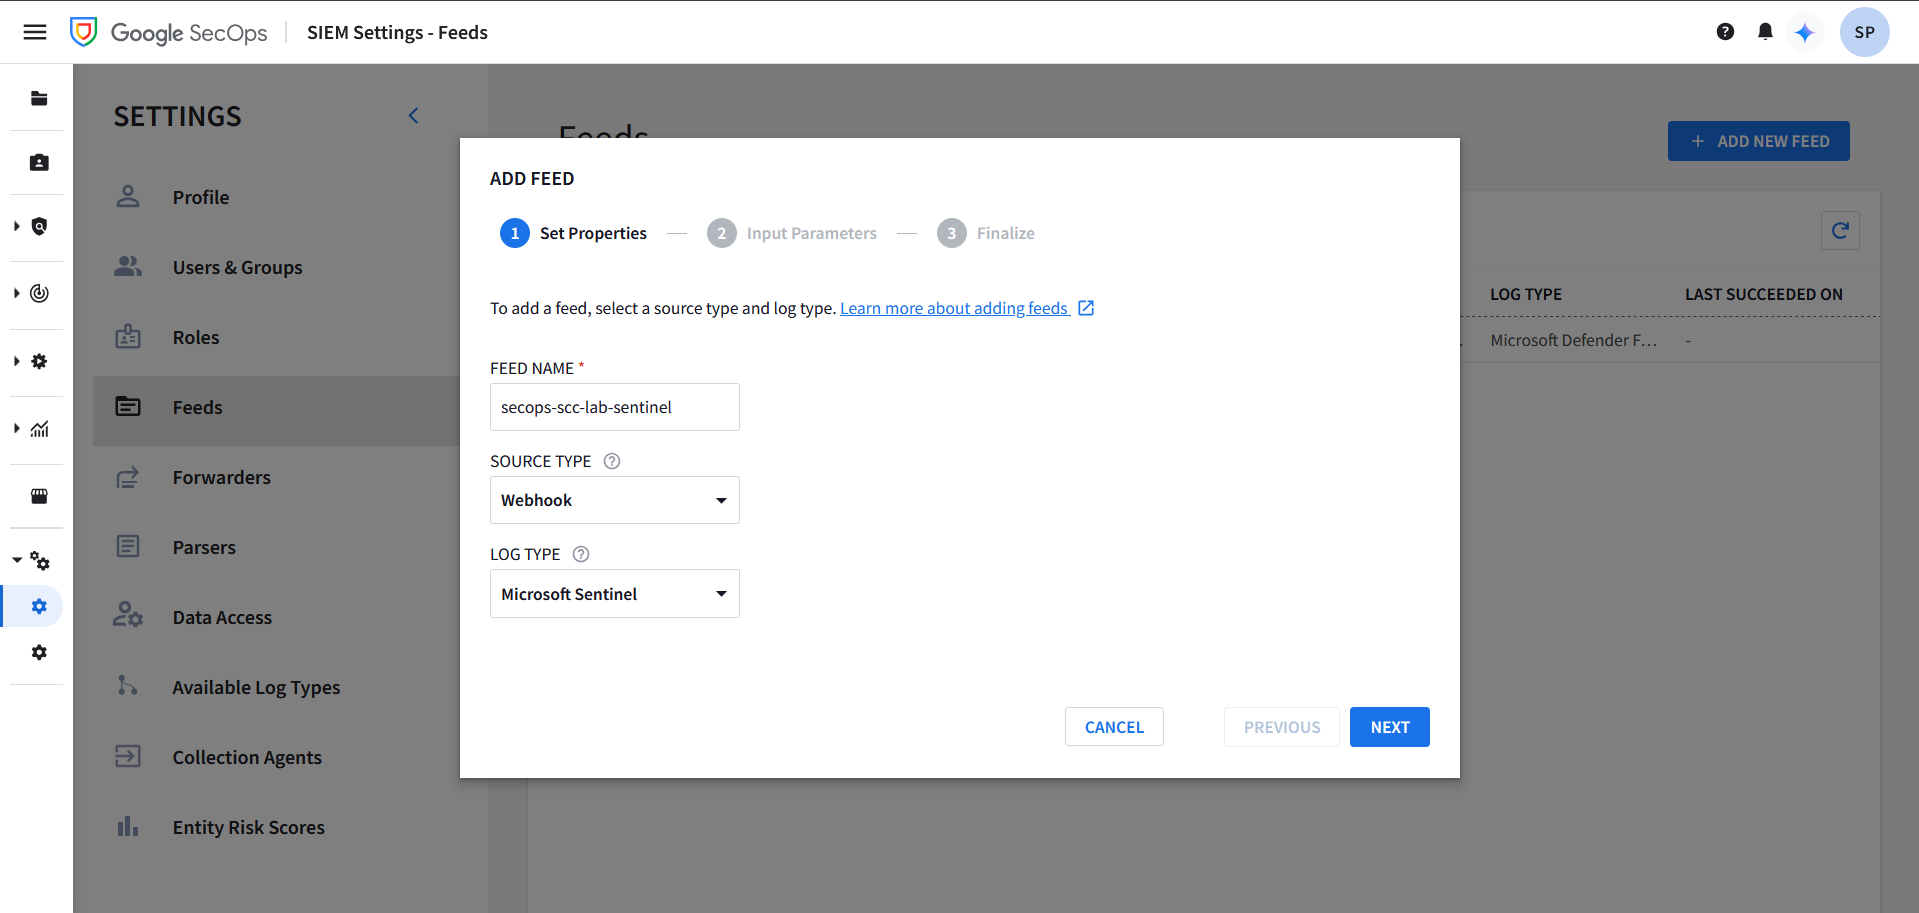 Google SecOps
SIEM Settings - Feeds
SP
SETTINGS
Profile
Users & Groups
Roles
Feeds
Forwarders
Parsers
Data Access
Available Log Types
Collection Agents
Entity Risk Scores
Feeds
+ ADD NEW FEED
LOG TYPE LAST SUCCEEDED ON
Microsoft Defender F... -
ADD FEED
1 Set Properties — 2 Input Parameters — 3 Finalize
To add a feed, select a source type and log type. Learn more about adding feeds
FEED NAME *
secops-scc-lab-sentinel
SOURCE TYPE ?
Webhook
LOG TYPE ?
Microsoft Sentinel
CANCEL PREVIOUS NEXT